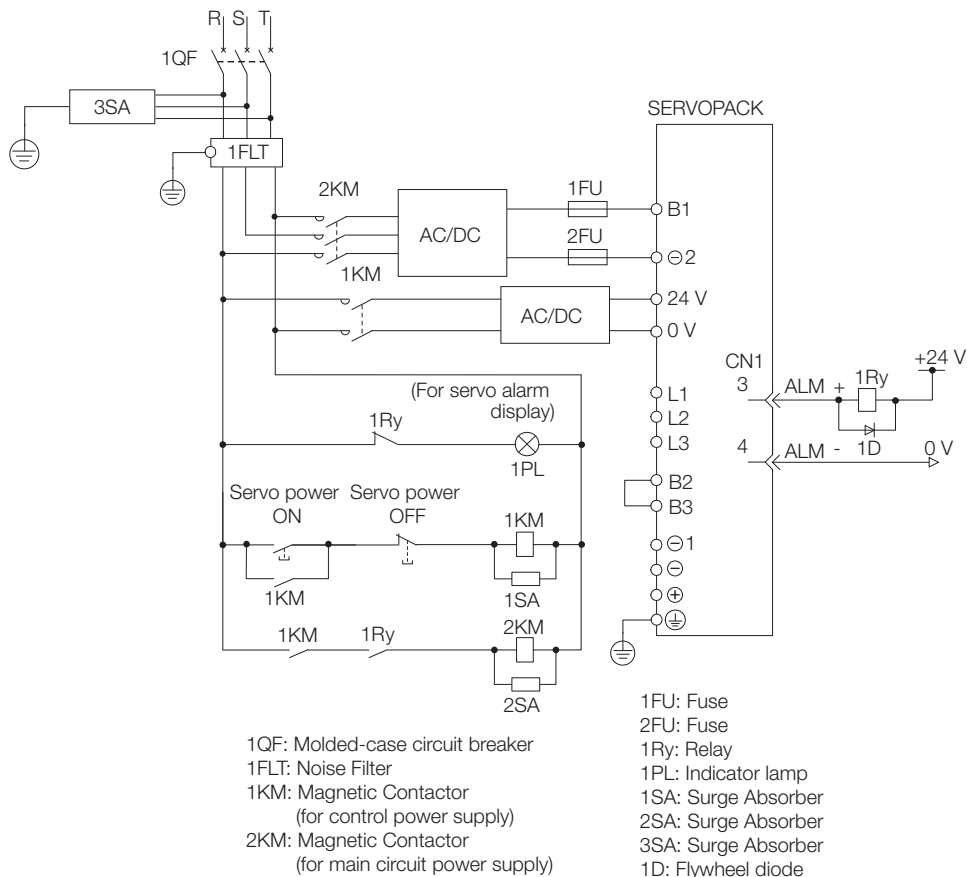 R S T
1QF
3SA
1FLT
SERVOPACK
2KM
1FU
B1
AC/DC
2FU
⊖2
1KM
24 V
AC/DC
0 V
CN1
+24 V
3
ALM +
1Ry
L1
(For servo alarm
display)
L2
1Ry
L3
4
ALM -
1D
0 V
1PL
B2
Servo power
ON
Servo power
OFF
B3
1KM
⊖1
⊖
1KM
1SA
⊕
1KM
1Ry
2KM
2SA
1QF: Molded-case circuit breaker
1FLT: Noise Filter
1KM: Magnetic Contactor
(for control power supply)
2KM: Magnetic Contactor
(for main circuit power supply)
1FU: Fuse
2FU: Fuse
1Ry: Relay
1PL: Indicator lamp
1SA: Surge Absorber
2SA: Surge Absorber
3SA: Surge Absorber
1D: Flywheel diode